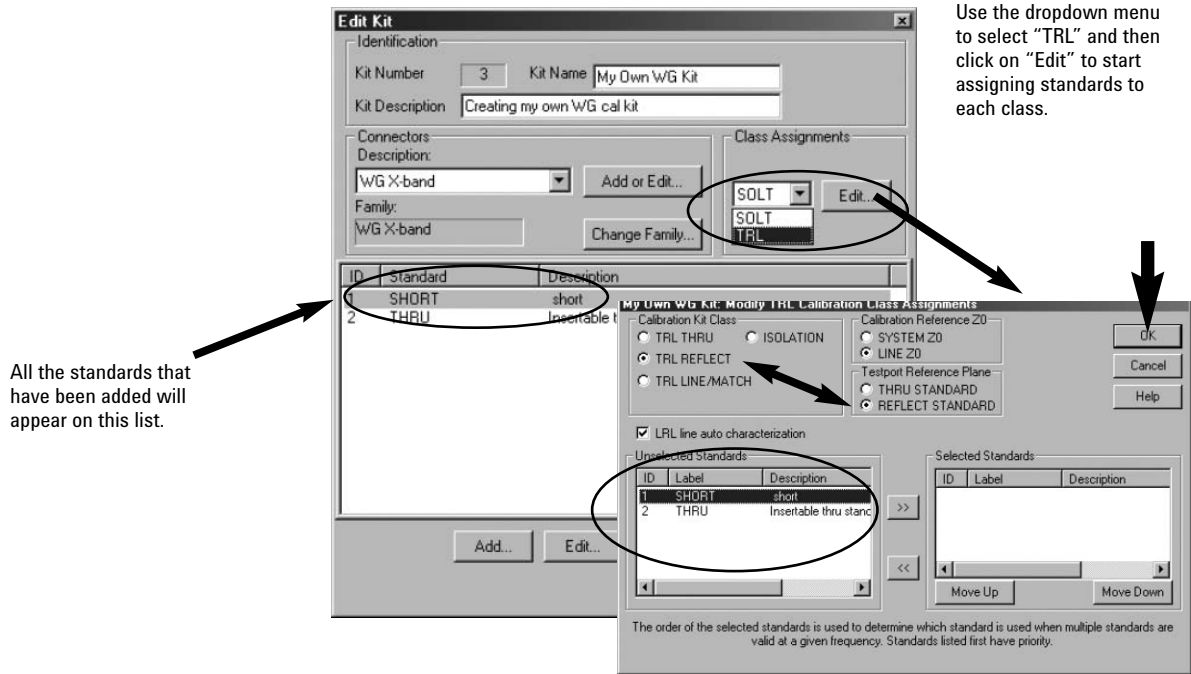 Use the dropdown menu
to select “TRL” and then
click on “Edit” to start
assigning standards to
each class.
Edit Kit
Identification
Kit Number 3 Kit Name My Own WG Kit
Kit Description Creating my own WG cal kit
Connectors
Description:
WG X-band
Add or Edit...
Family:
WG X-band
Change Family...
Class Assignments
SOLT Edit...
SOLT
TRL
ID Standard Description
1 SHORT short
2 THRU Insertable t
Add... Edit...
All the standards that
have been added will
appear on this list.
My Own WG Kit: Modify TRL Calibration Class Assignments
Calibration Kit Class
TRL THRU ISOLATION
TRL REFLECT
TRL LINE/MATCH
Calibration Reference Z0
SYSTEM Z0
LINE Z0
Testport Reference Plane
THRU STANDARD
REFLECT STANDARD
OK
Cancel
Help
LRL line auto characterization
Unselected Standards
ID Label Description
1 SHORT short
2 THRU Insertable thru stand
>>
<<
Selected Standards
ID Label Description
Move Up Move Down
The order of the selected standards is used to determine which standard is used when multiple standards are
valid at a given frequency. Standards listed first have priority.